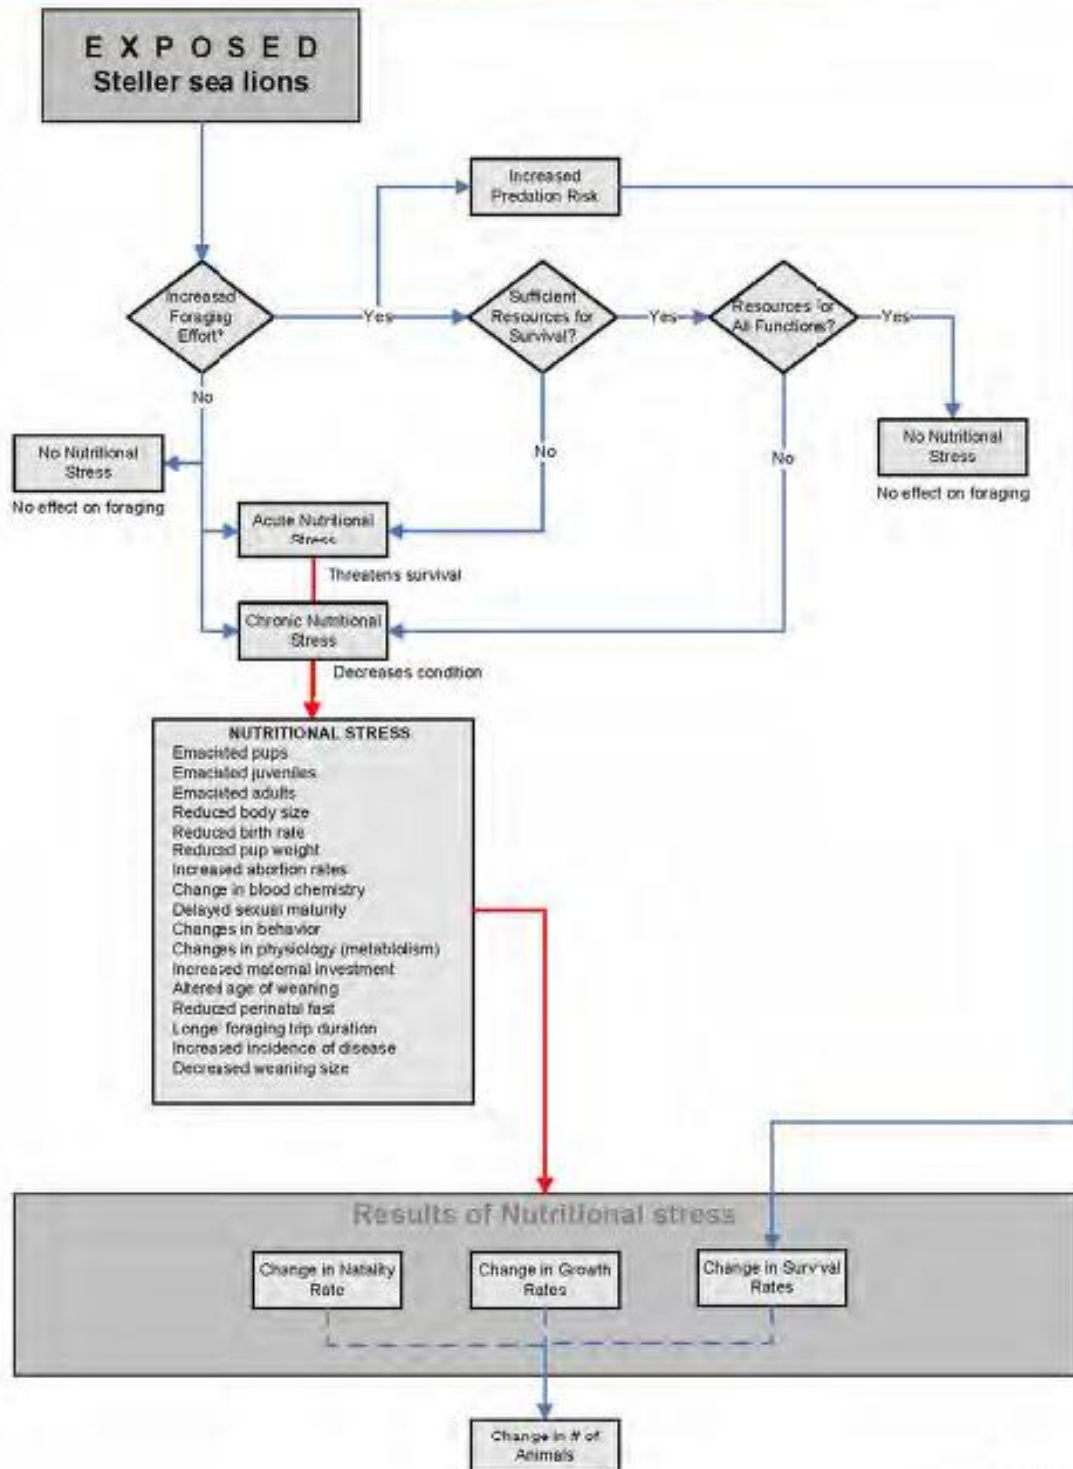 E X P O S E D
Steller sea lions
Increased
Predation Risk
Increased
Foraging
Effort?
Yes
Sufficient
Resources for
Survival?
Yes
Resources for
All Functions?
Yes
No
No Nutritional
Stress
No effect on foraging
No
No
No Nutritional
Stress
No effect on foraging
Acute Nutritional
Stress
Threatens survival
Chronic Nutritional
Stress
Decreases condition
NUTRITIONAL STRESS
Emaciated pups
Emaciated juveniles
Emaciated adults
Reduced body size
Reduced birth rate
Reduced pup weight
Increased abortion rates
Change in blood chemistry
Delayed sexual maturity
Changes in behavior
Changes in physiology (metablolism)
Increased maternal investment
Altered age of weaning
Reduced perinatal fast
Longer foraging trip duration
Increased incidence of disease
Decreased weaning size
Results of Nutritional stress
Change in Natality
Rate
Change in Growth
Rates
Change in Survival
Rates
Change in # of
Animals